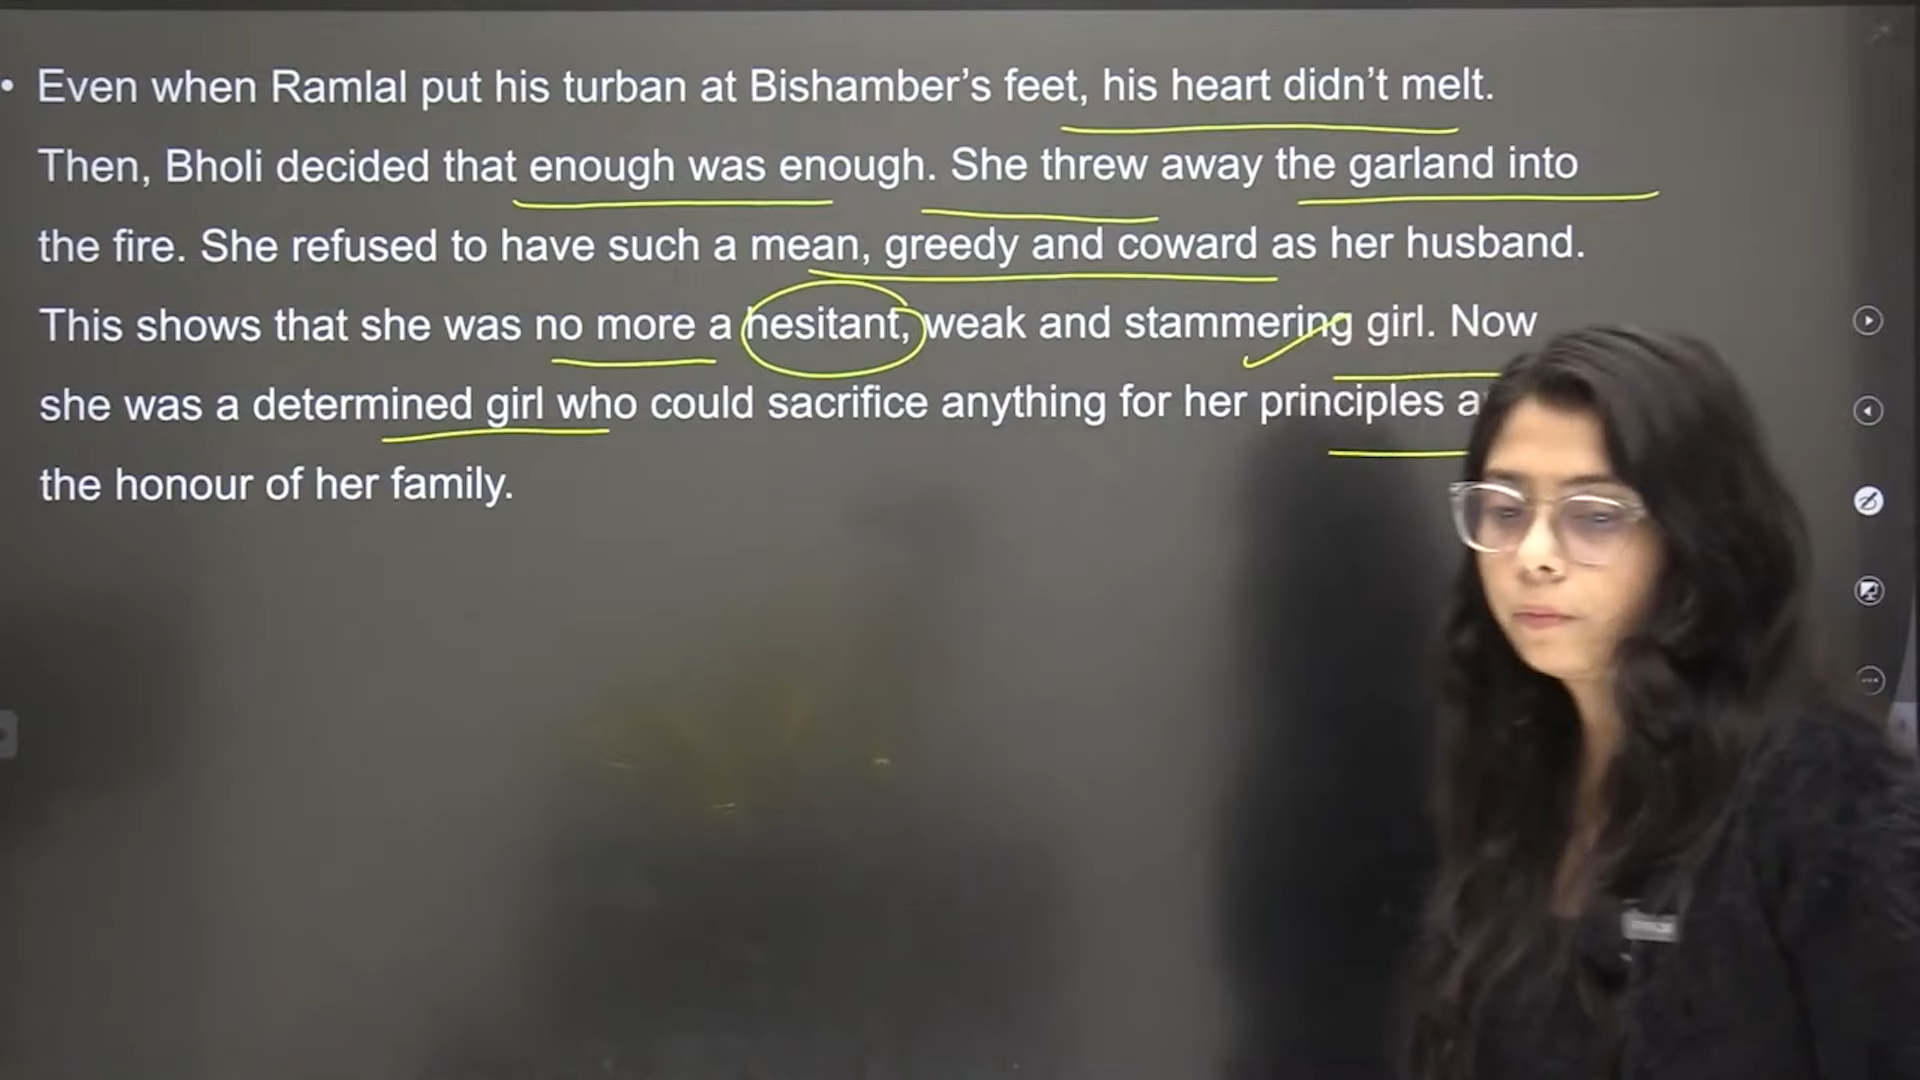 • Even when Ramlal put his turban at Bishamber’s feet, his heart didn’t melt.
Then, Bholi decided that enough was enough. She threw away the garland into
the fire. She refused to have such a mean, greedy and coward as her husband.
This shows that she was no more a hesitant, weak and stammering girl. Now
she was a determined girl who could sacrifice anything for her principles
the honour of her family.